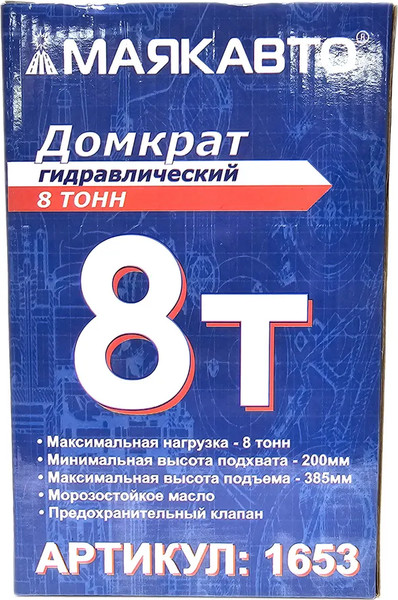 МАЯКАВТО®
Домкрат
гидравлический
8 ТОНН
8т
• Максимальная нагрузка - 8 тонн
• Минимальная высота подхвата - 200мм
• Максимальная высота подъема - 385мм
• Морозостойкое масло
• Предохранительный клапан
АРТИКУЛ: 1653